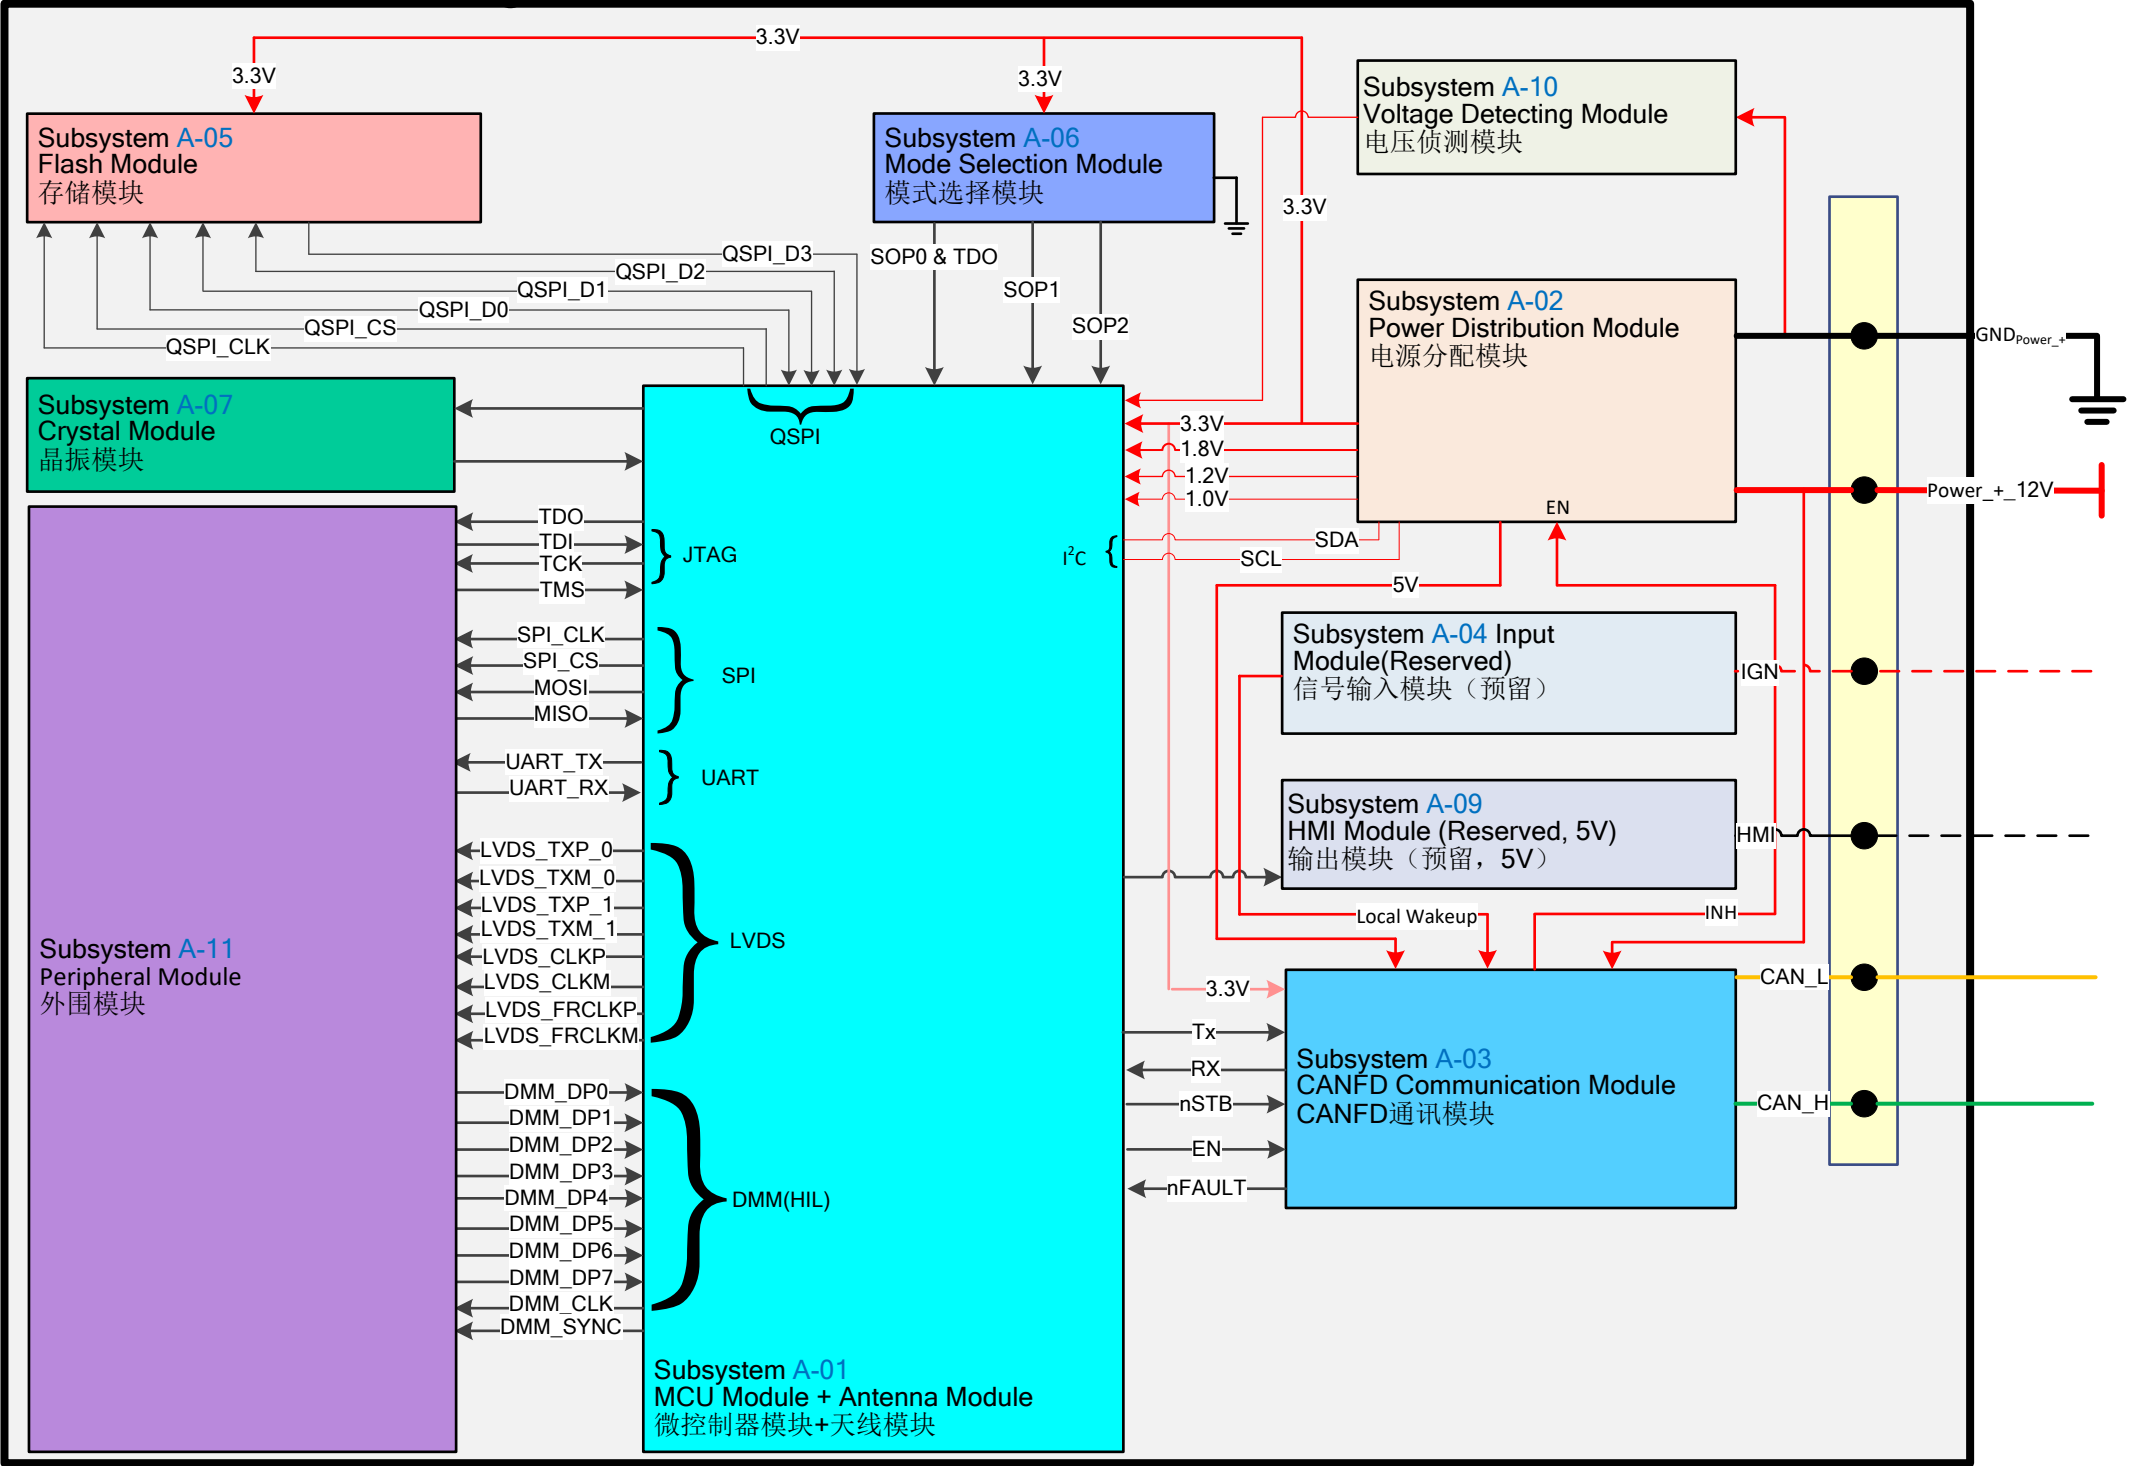 3.3V
3.3V
3.3V
Subsystem A-05
Flash Module
存储模块
Subsystem A-06
Mode Selection Module
模式选择模块
Subsystem A-10
Voltage Detecting Module
电压侦测模块
3.3V
QSPI_D3
QSPI_D2
QSPI_D1
QSPI_D0
QSPI_CS
QSPI_CLK
SOP0 & TDO
SOP1
SOP2
Subsystem A-02
Power Distribution Module
电源分配模块
EN
GNDPower_+
Power_+_12V
Subsystem A-07
Crystal Module
晶振模块
QSPI
3.3V
1.8V
1.2V
1.0V
SDA
SCL
I²C
5V
TDO
TDI
TCK
TMS
JTAG
SPI_CLK
SPI_CS
MOSI
MISO
SPI
UART_TX
UART_RX
UART
LVDS_TXP_0
LVDS_TXM_0
LVDS_TXP_1
LVDS_TXM_1
LVDS_CLKP
LVDS_CLKM
LVDS_FRCLKP
LVDS_FRCLKM
LVDS
DMM_DP0
DMM_DP1
DMM_DP2
DMM_DP3
DMM_DP4
DMM_DP5
DMM_DP6
DMM_DP7
DMM_CLK
DMM_SYNC
DMM(HIL)
Subsystem A-11
Peripheral Module
外围模块
Subsystem A-01
MCU Module + Antenna Module
微控制器模块+天线模块
Subsystem A-04 Input
Module(Reserved)
信号输入模块（预留）
IGN
Subsystem A-09
HMI Module (Reserved, 5V)
输出模块（预留，5V）
HMI
Local Wakeup
INH
3.3V
Tx
RX
nSTB
EN
nFAULT
Subsystem A-03
CANFD Communication Module
CANFD通讯模块
CAN_L
CAN_H